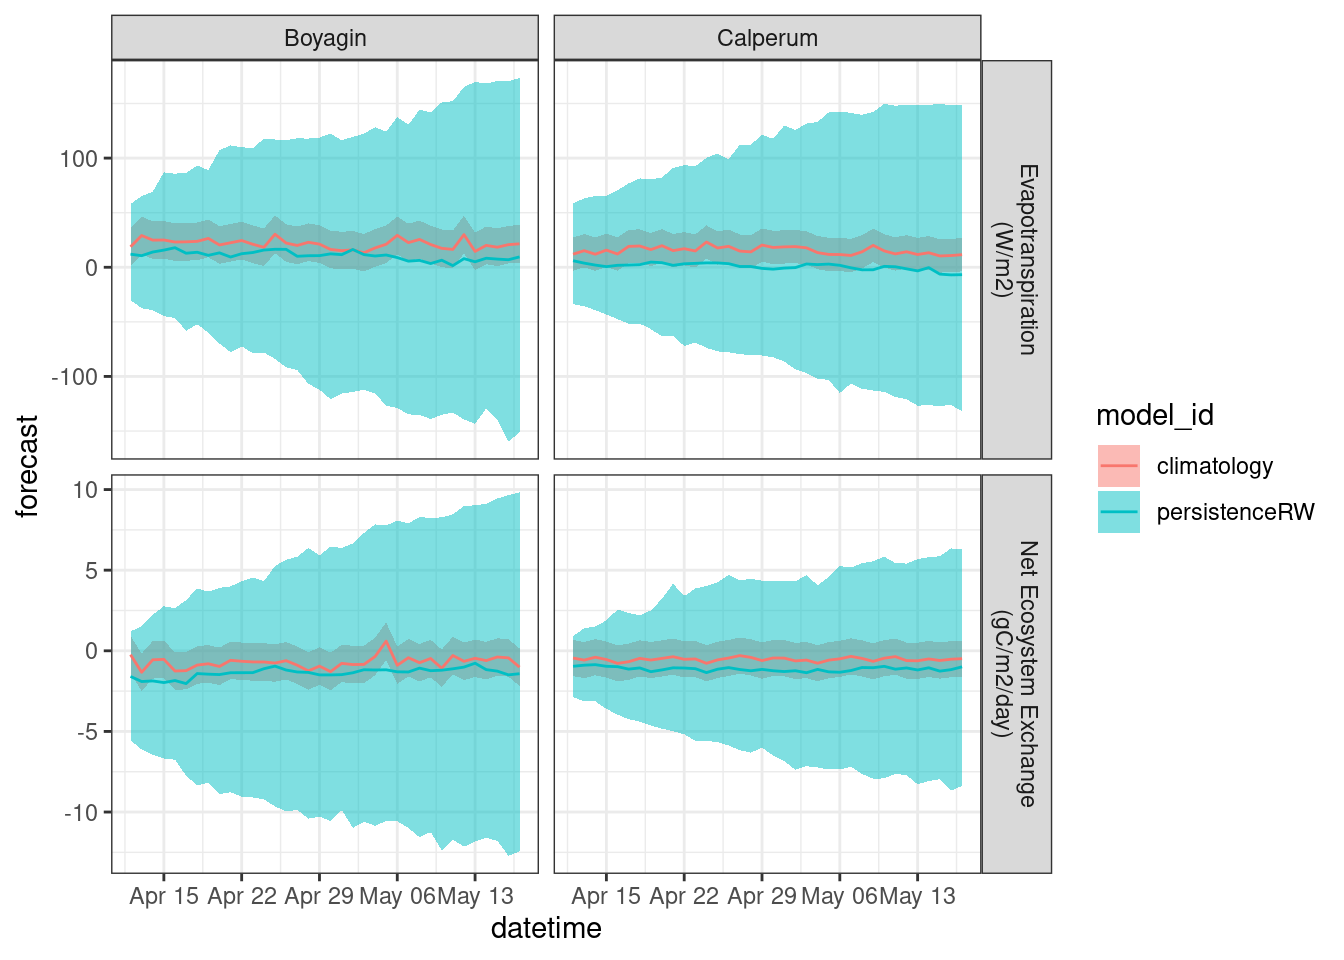 Boyagin
Calperum
100
0
-100
Evapotranspiration
(W/m2)
forecast
10
5
0
-5
-10
Net Ecosystem Exchange
(gC/m2/day)
model_id
climatology
persistenceRW
Apr 15 Apr 22 Apr 29 May 06 May 13
Apr 15 Apr 22 Apr 29 May 06 May 13
datetime